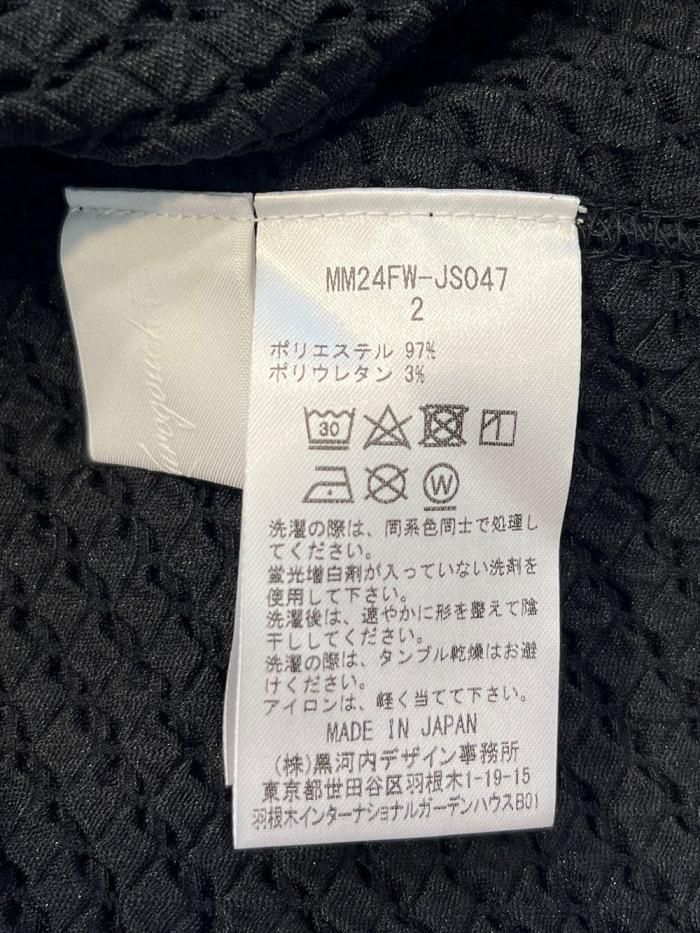 MM24FW-JS047
2
ポリエステル 97%
ポリウレタン 3%
30
W
洗濯の際は、同系色同士で処理し
てください。
蛍光増白剤が入っていない洗剤を
使用して下さい。
洗濯後は、速やかに形を整えて陰
干ししてください。
洗濯の際は、タンブル乾燥はお避
けください。
アイロンは、軽く当てて下さい。
MADE IN JAPAN
(株)黒河内デザイン事務所
東京都世田谷区羽根木1-19-15
羽根木インターナショナルガーデンハウスB01